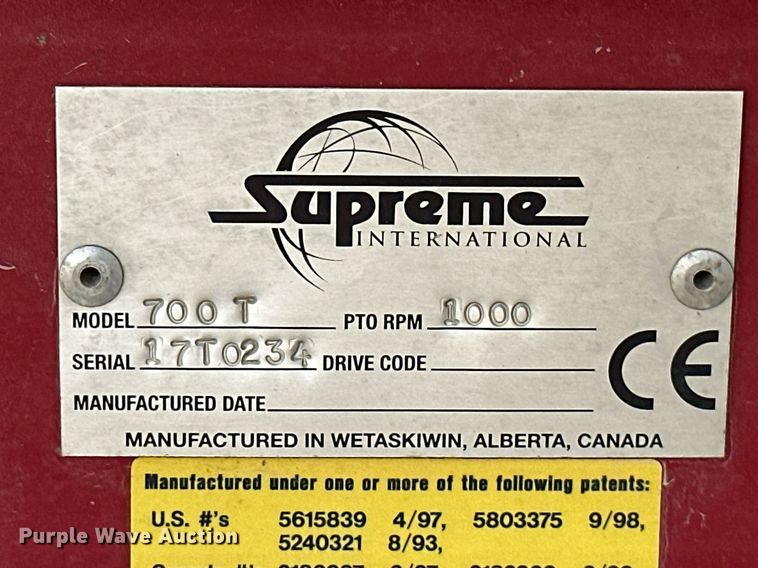 Supreme
INTERNATIONAL
MODEL 700 T PTO RPM 1000
SERIAL 17T0234 DRIVE CODE
MANUFACTURED DATE
CE
MANUFACTURED IN WETASKIWIN, ALBERTA, CANADA
Manufactured under one or more of the following patents:
U.S. #'s 5615839 4/97, 5803375 9/98,
5240321 8/93,
Purple Wave Auction